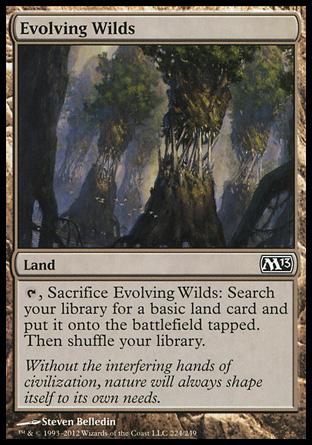 Evolving Wilds
Land
M13
, Sacrifice Evolving Wilds: Search
your library for a basic land card and
put it onto the battlefield tapped.
Then shuffle your library.
Without the interfering hands of
civilization, nature will always shape
itself to its own needs.
Steven Belledin
™ & © 1993–2012 Wizards of the Coast LLC 224/249